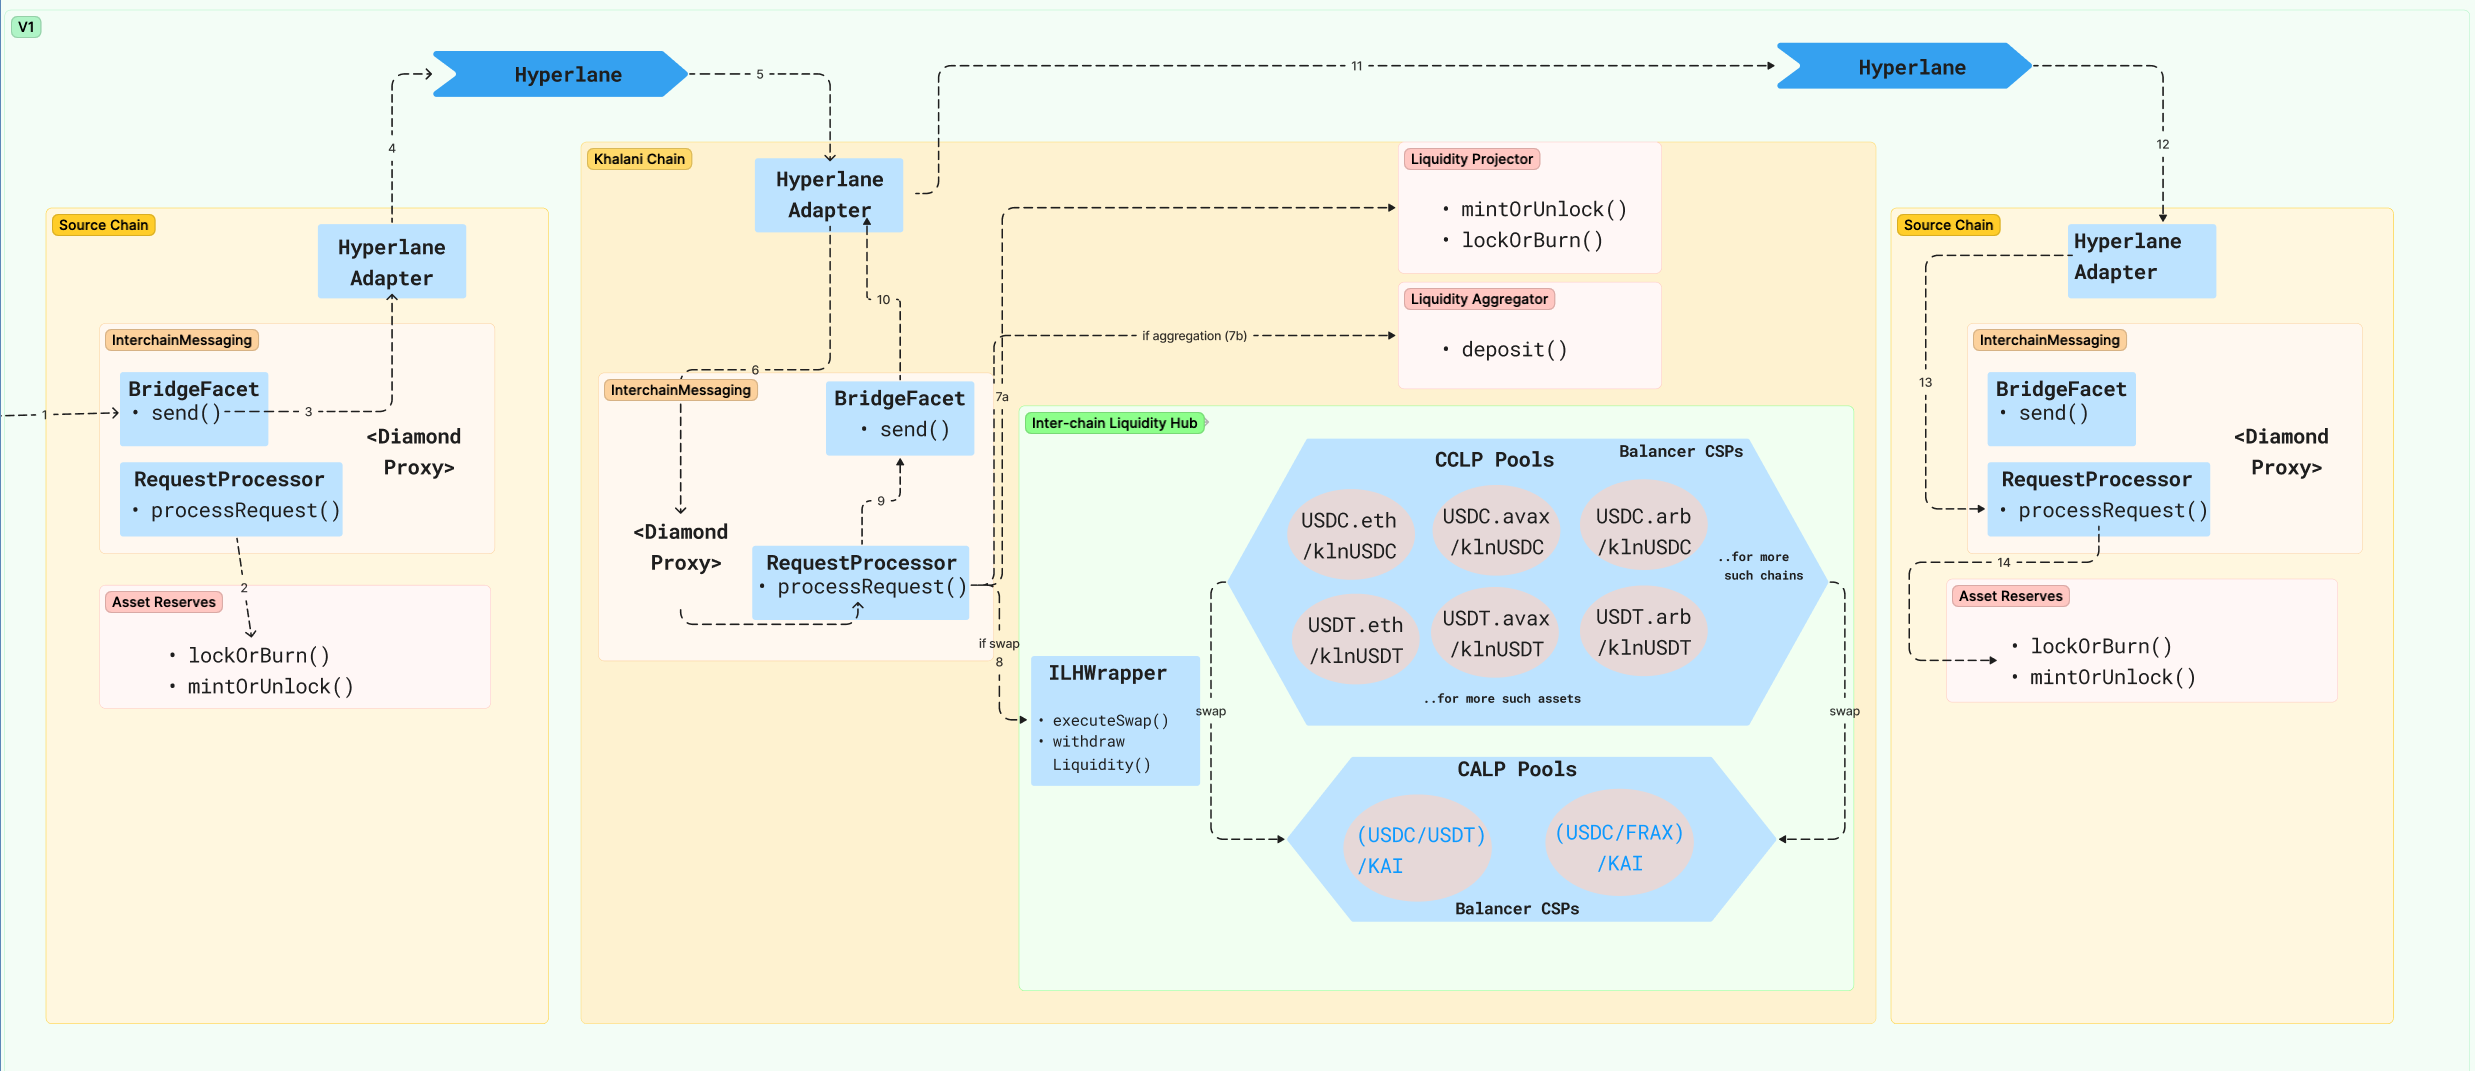 V1
Hyperlane
5
11
Hyperlane
4
12
Source Chain
Hyperlane
Adapter
InterchainMessaging
BridgeFacet
• send()
1
3
<Diamond
Proxy>
RequestProcessor
• processRequest()
2
Asset Reserves
• lockOrBurn()
• mintOrUnlock()
Khalani Chain
Hyperlane
Adapter
10
6
InterchainMessaging
BridgeFacet
• send()
9
<Diamond
Proxy>
RequestProcessor
• processRequest()
7a
if aggregation (7b)
if swap
8
Liquidity Projector
• mintOrUnlock()
• lockOrBurn()
Liquidity Aggregator
• deposit()
Inter-chain Liquidity Hub
ILHWrapper
• executeSwap()
• withdraw
Liquidity()
swap
CCLP Pools
Balancer CSPs
USDC.eth
/klnUSDC
USDC.avax
/klnUSDC
USDC.arb
/klnUSDC
..for more
such chains
USDT.eth
/klnUSDT
USDT.avax
/klnUSDT
USDT.arb
/klnUSDT
..for more such assets
swap
CALP Pools
(USDC/USDT)
/KAI
(USDC/FRAX)
/KAI
Balancer CSPs
Source Chain
Hyperlane
Adapter
13
InterchainMessaging
BridgeFacet
• send()
<Diamond
Proxy>
RequestProcessor
• processRequest()
14
Asset Reserves
• lockOrBurn()
• mintOrUnlock()